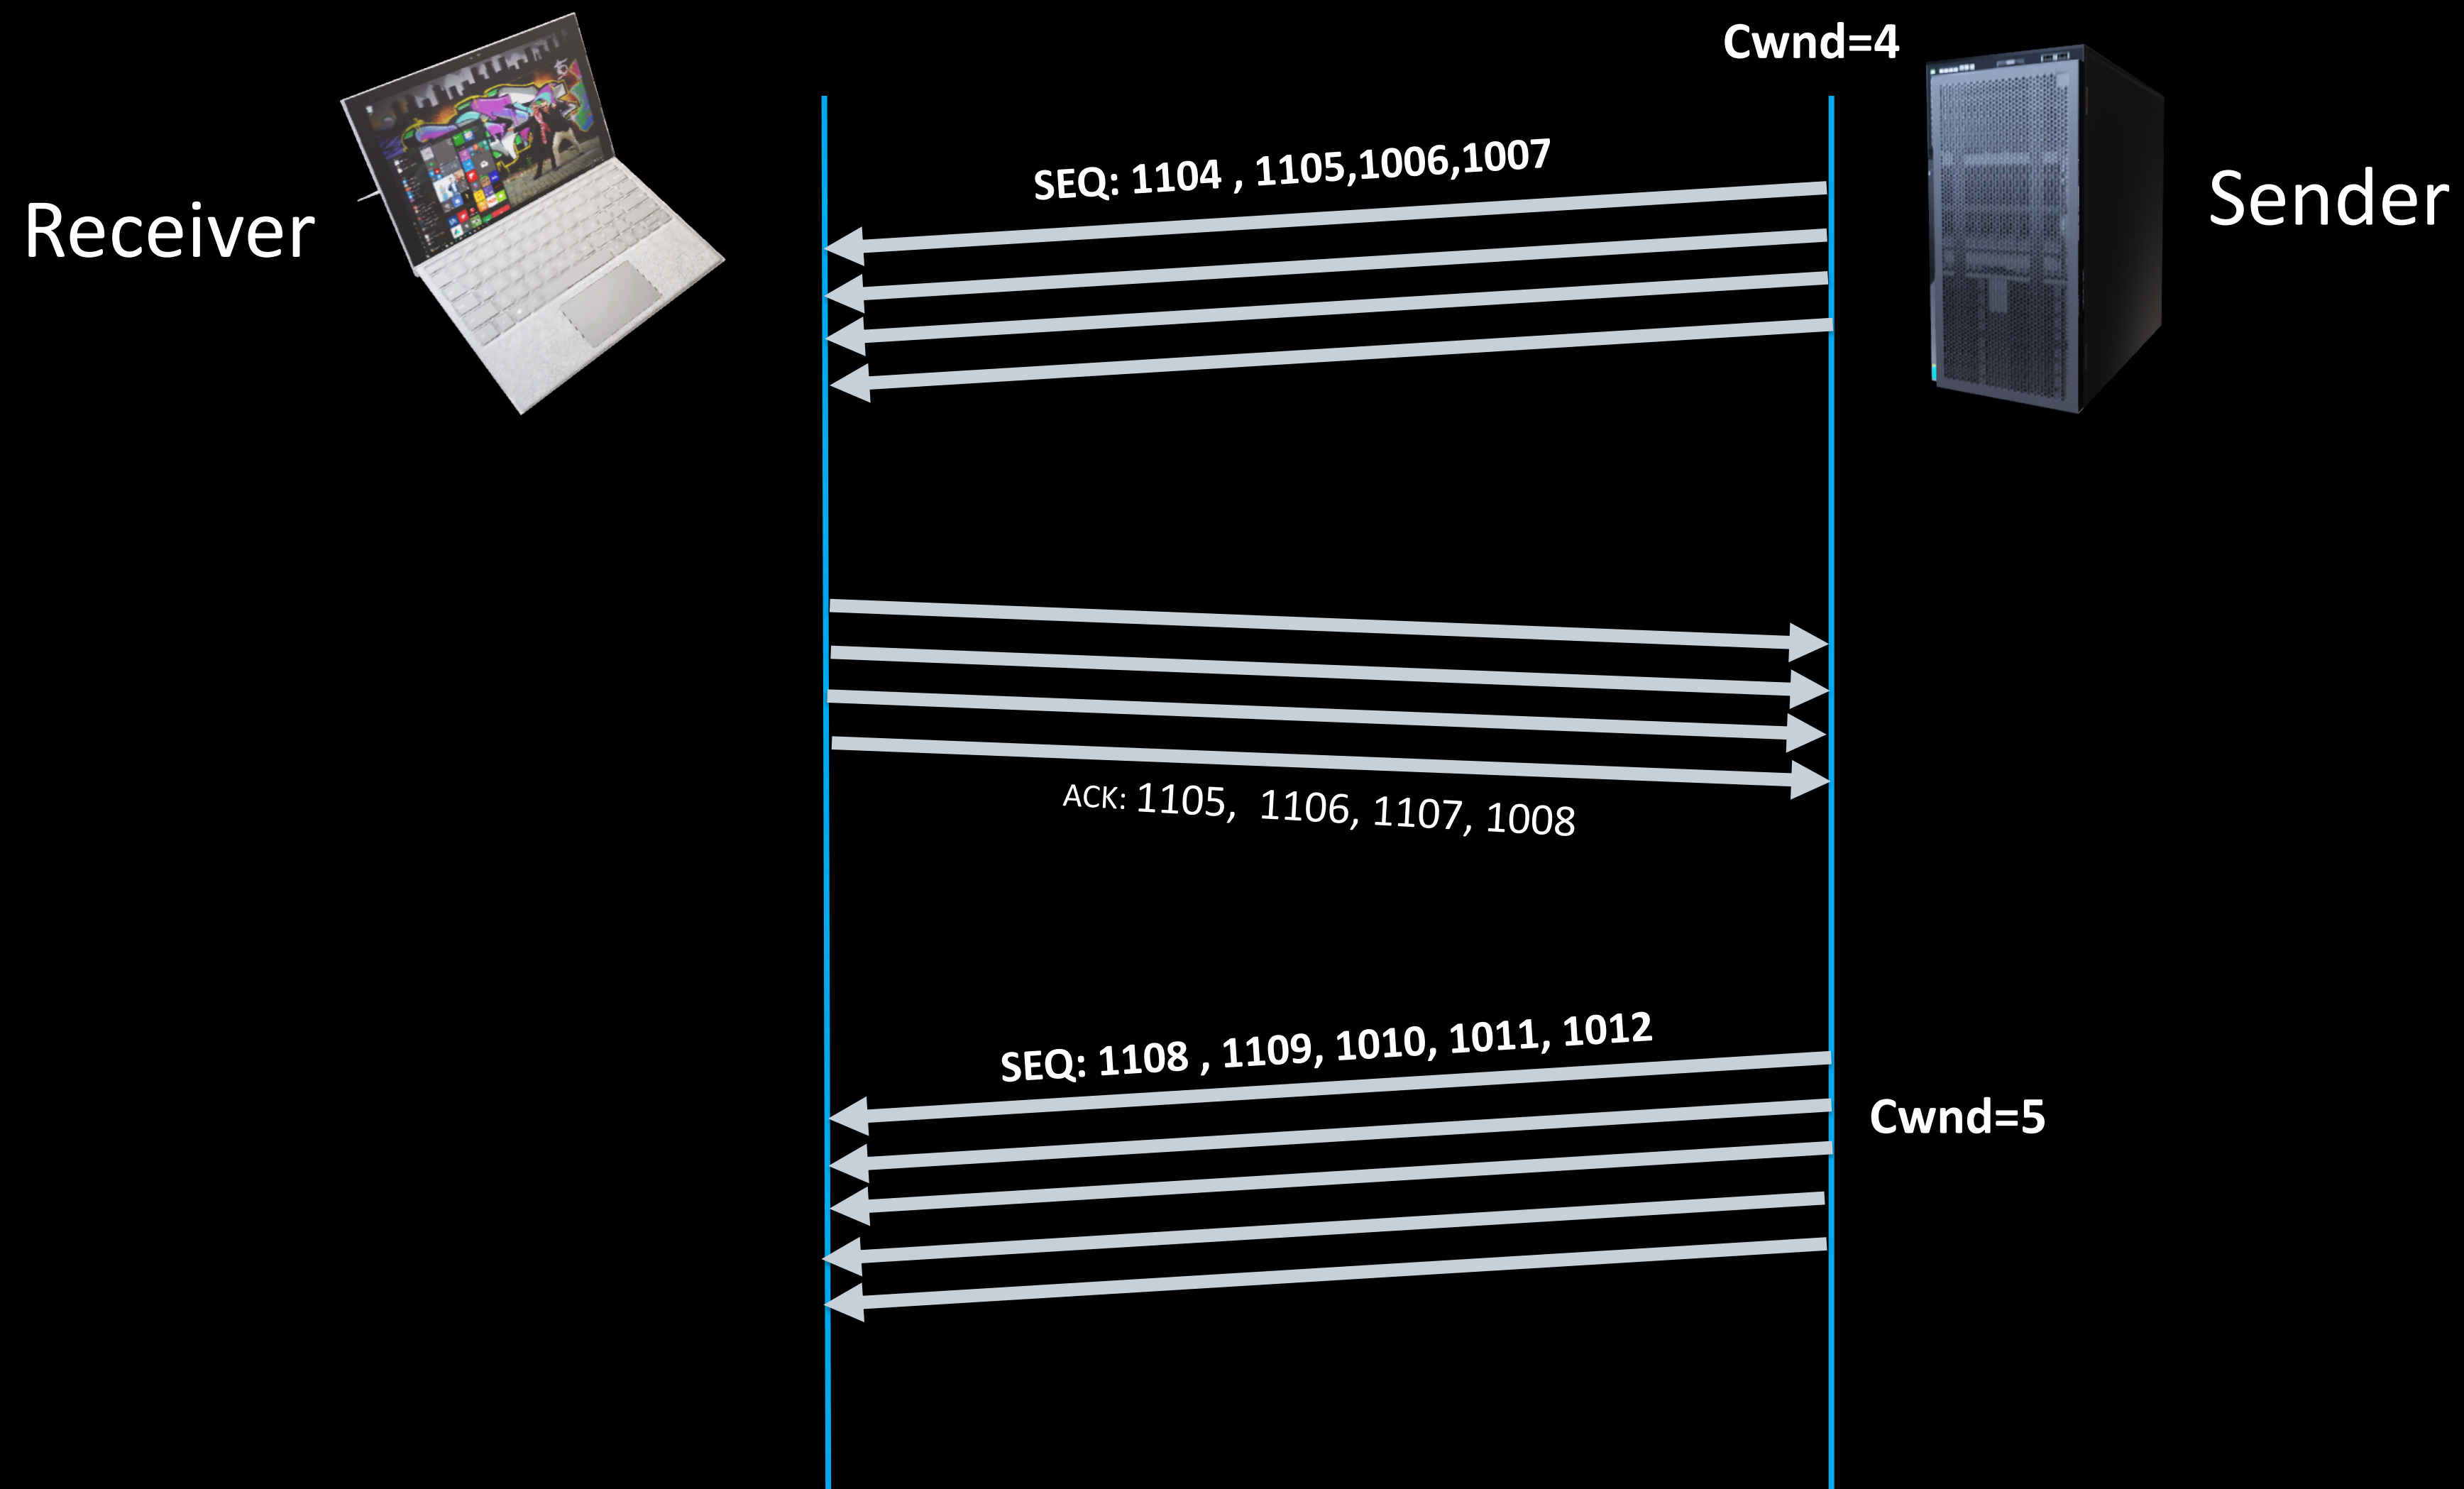 Cwnd=4
Receiver
Sender
SEQ: 1104 , 1105,1006,1007
ACK: 1105, 1106, 1107, 1008
SEQ: 1108 , 1109, 1010, 1011, 1012
Cwnd=5